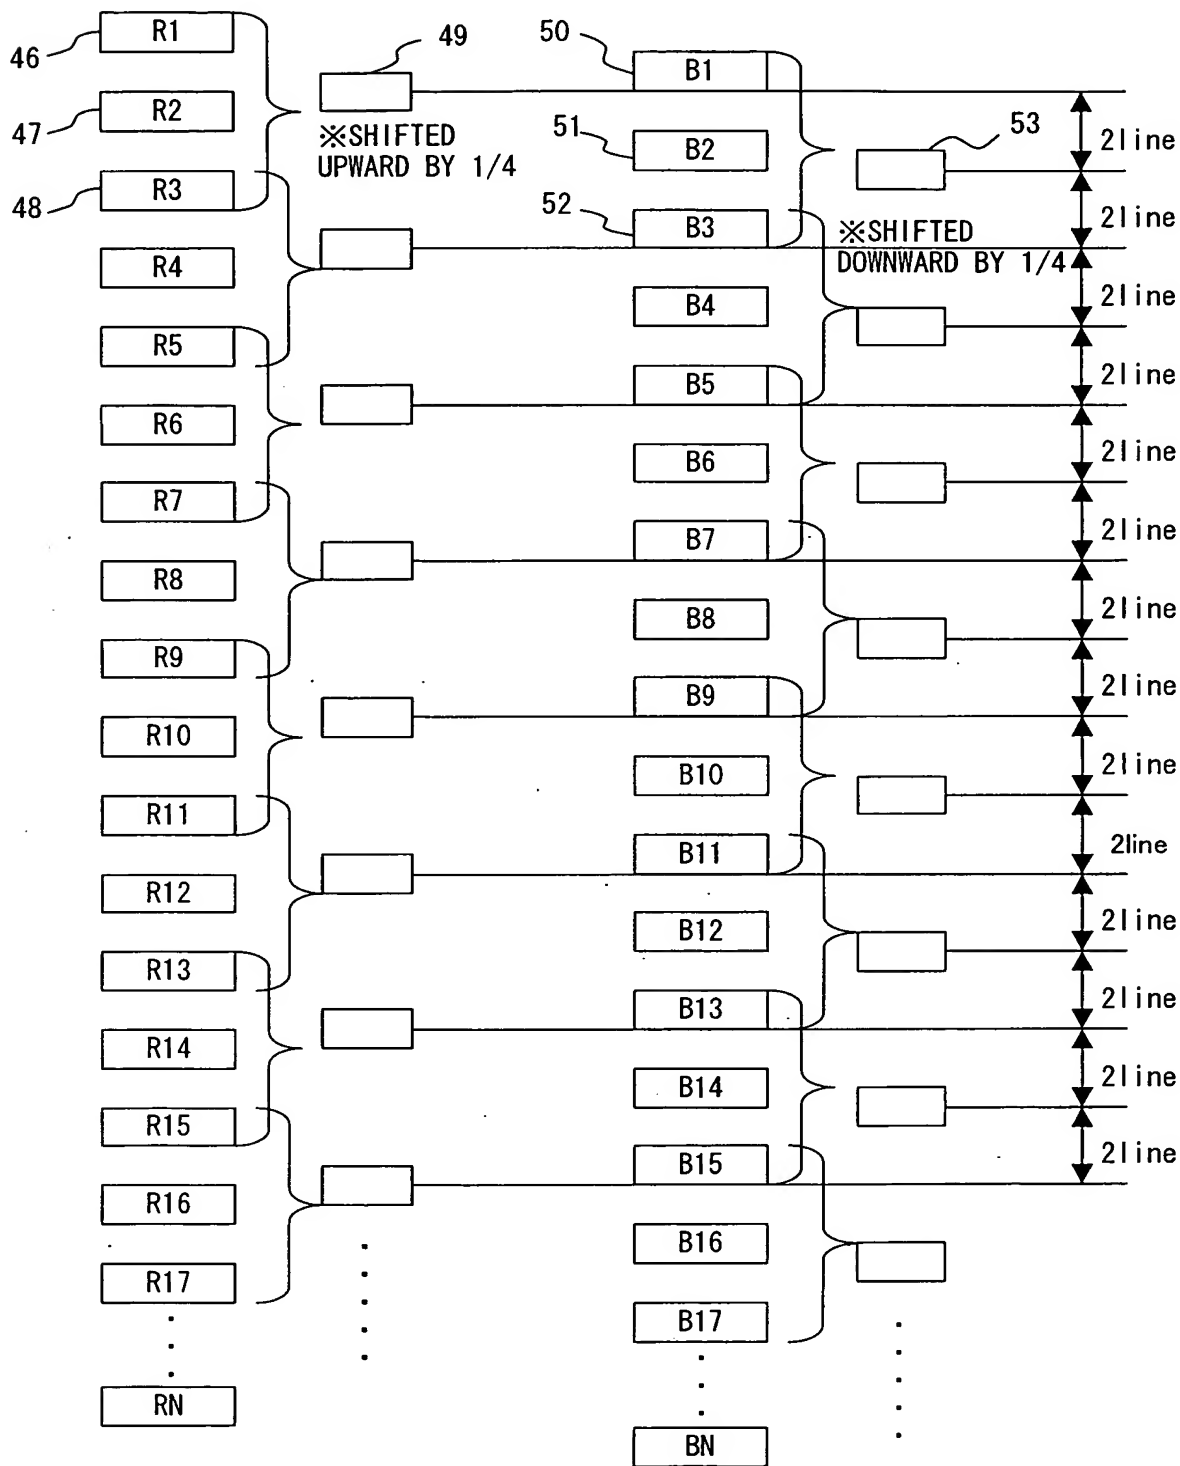 46
R1
49
50
B1
47
R2
※SHIFTED
UPWARD BY 1/4
51
B2
53
2line
48
R3
52
B3
※SHIFTED
DOWNWARD BY 1/4
2line
R4
B4
2line
R5
B5
2line
R6
B6
2line
R7
B7
2line
R8
B8
2line
R9
B9
2line
R10
B10
2line
R11
B11
2line
R12
B12
2line
R13
B13
2line
R14
B14
2line
R15
B15
2line
R16
B16
R17
B17
RN
BN